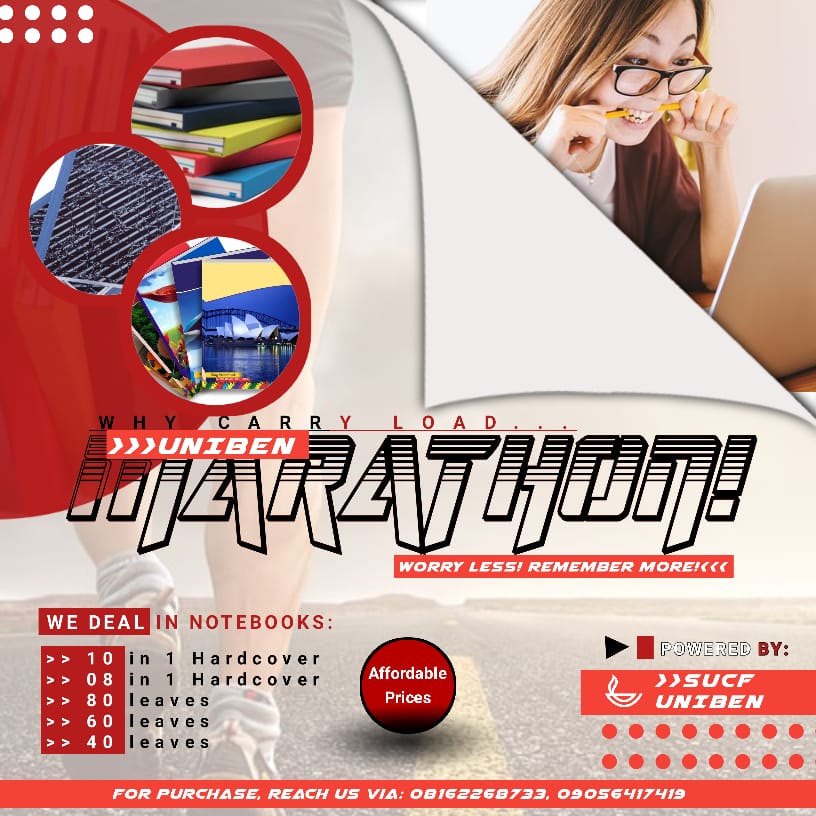 WHY CARRY LOAD...
>>>UNIBEN
MARATHON!
WORRY LESS! REMEMBER MORE!<<<
WE DEAL IN NOTEBOOKS:
>> 10 in 1 Hardcover
>> 08 in 1 Hardcover
>> 80 leaves
>> 60 leaves
>> 40 leaves
Affordable
Prices
POWERED BY:
>>SUCF
UNIBEN
FOR PURCHASE, REACH US VIA: 08162268733, 09056417419